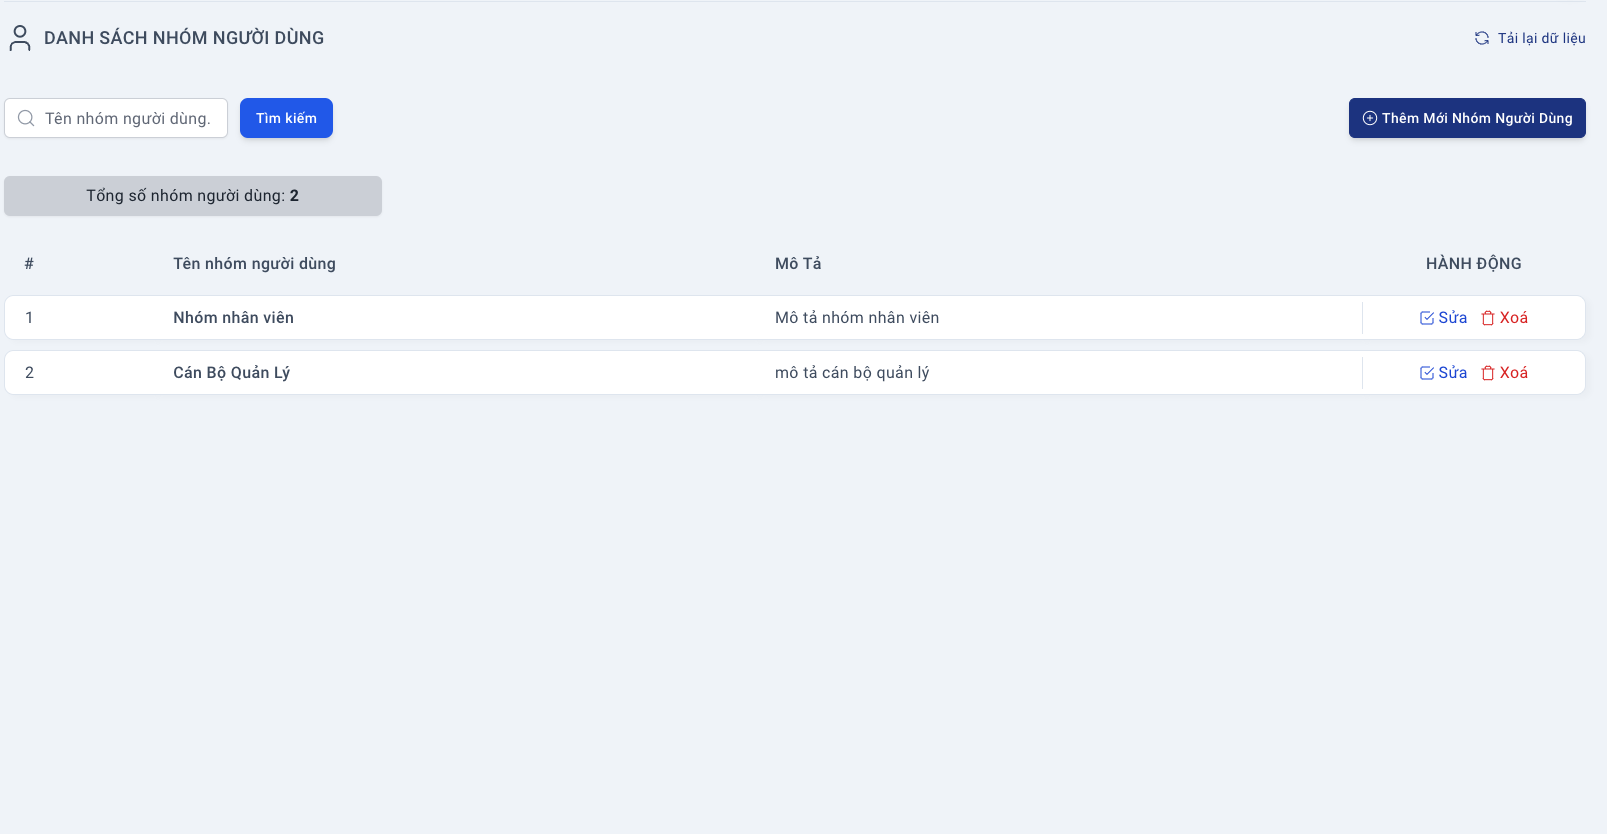 DANH SÁCH NHÓM NGƯỜI DÙNG
Tải lại dữ liệu
Tên nhóm người dùng.
Tìm kiếm
Thêm Mới Nhóm Người Dùng
Tổng số nhóm người dùng: 2
# Tên nhóm người dùng Mô Tả HÀNH ĐỘNG
1 Nhóm nhân viên Mô tả nhóm nhân viên Sửa Xoá
2 Cán Bộ Quản Lý mô tả cán bộ quản lý Sửa Xoá